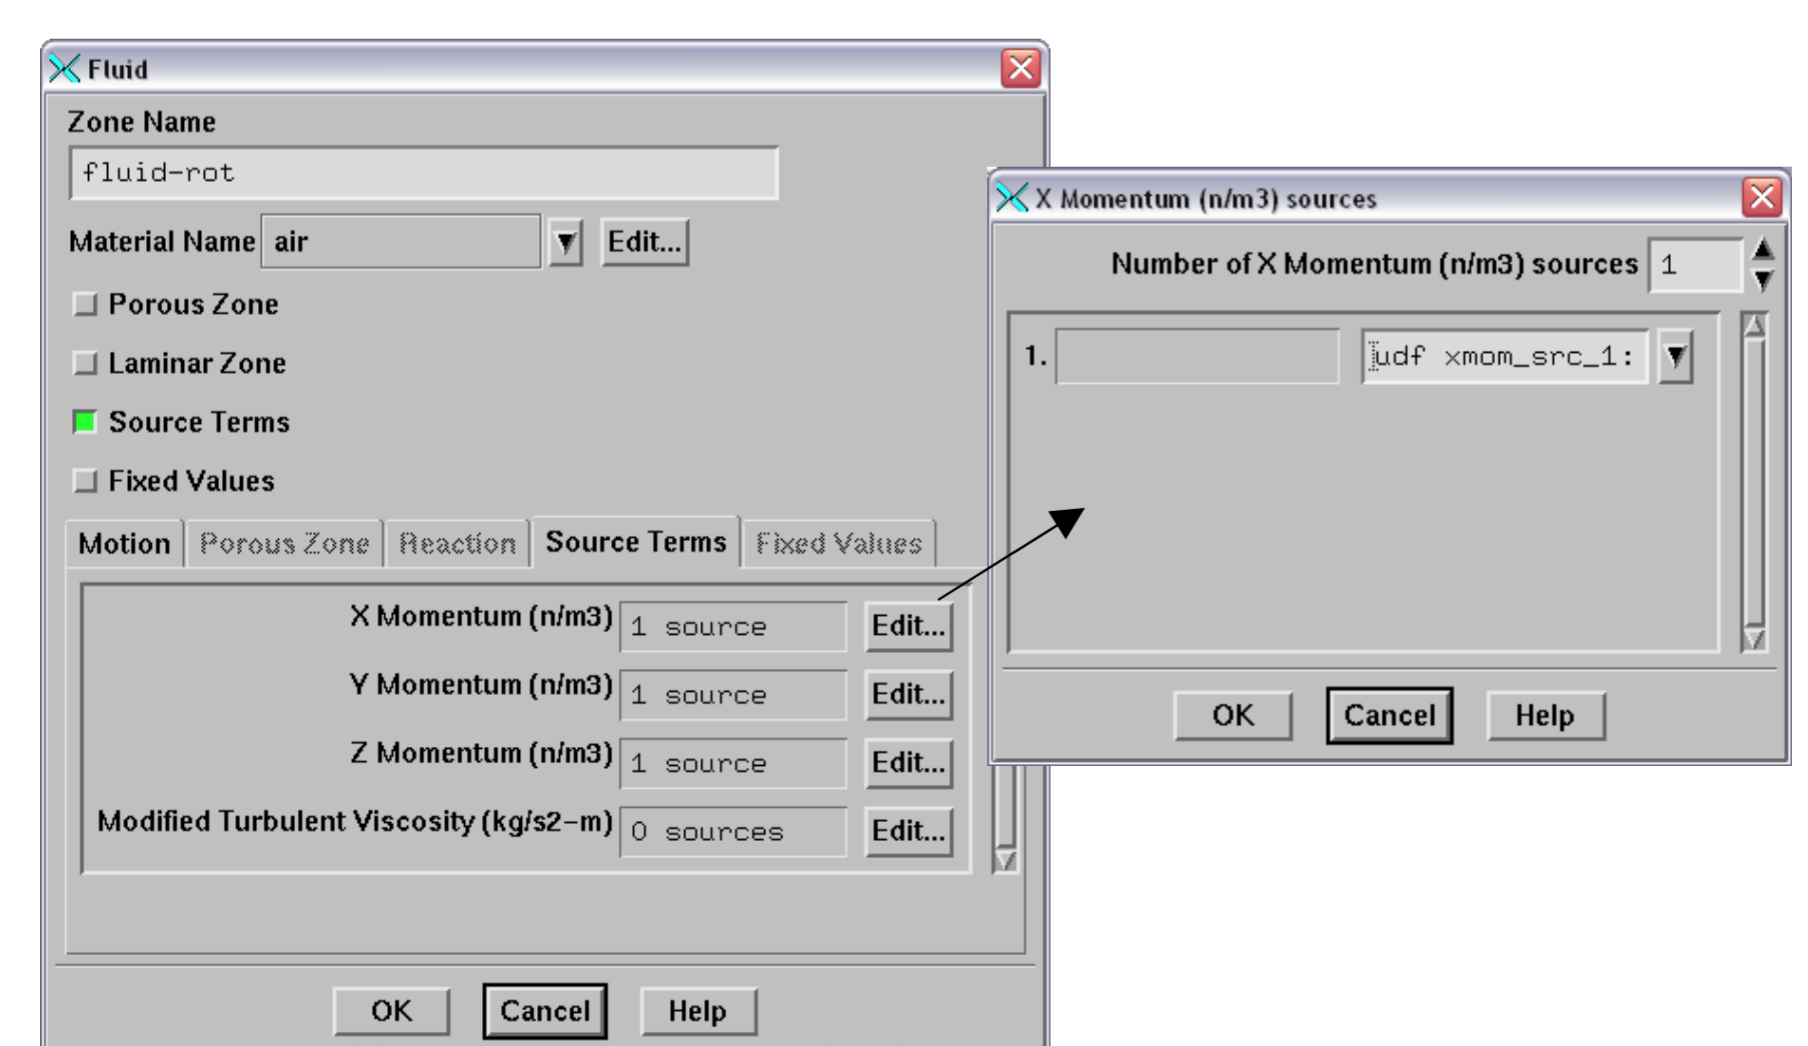 Fluid
Zone Name
fluid-rot
Material Name air Edit...
Porous Zone
Laminar Zone
Source Terms
Fixed Values
Motion Porous Zone Reaction Source Terms Fixed Values
X Momentum (n/m3) 1 source Edit...
Y Momentum (n/m3) 1 source Edit...
Z Momentum (n/m3) 1 source Edit...
Modified Turbulent Viscosity (kg/s2-m) 0 sources Edit...
OK Cancel Help
X Momentum (n/m3) sources
Number of X Momentum (n/m3) sources 1
1. udf xmom_src_1:
OK Cancel Help